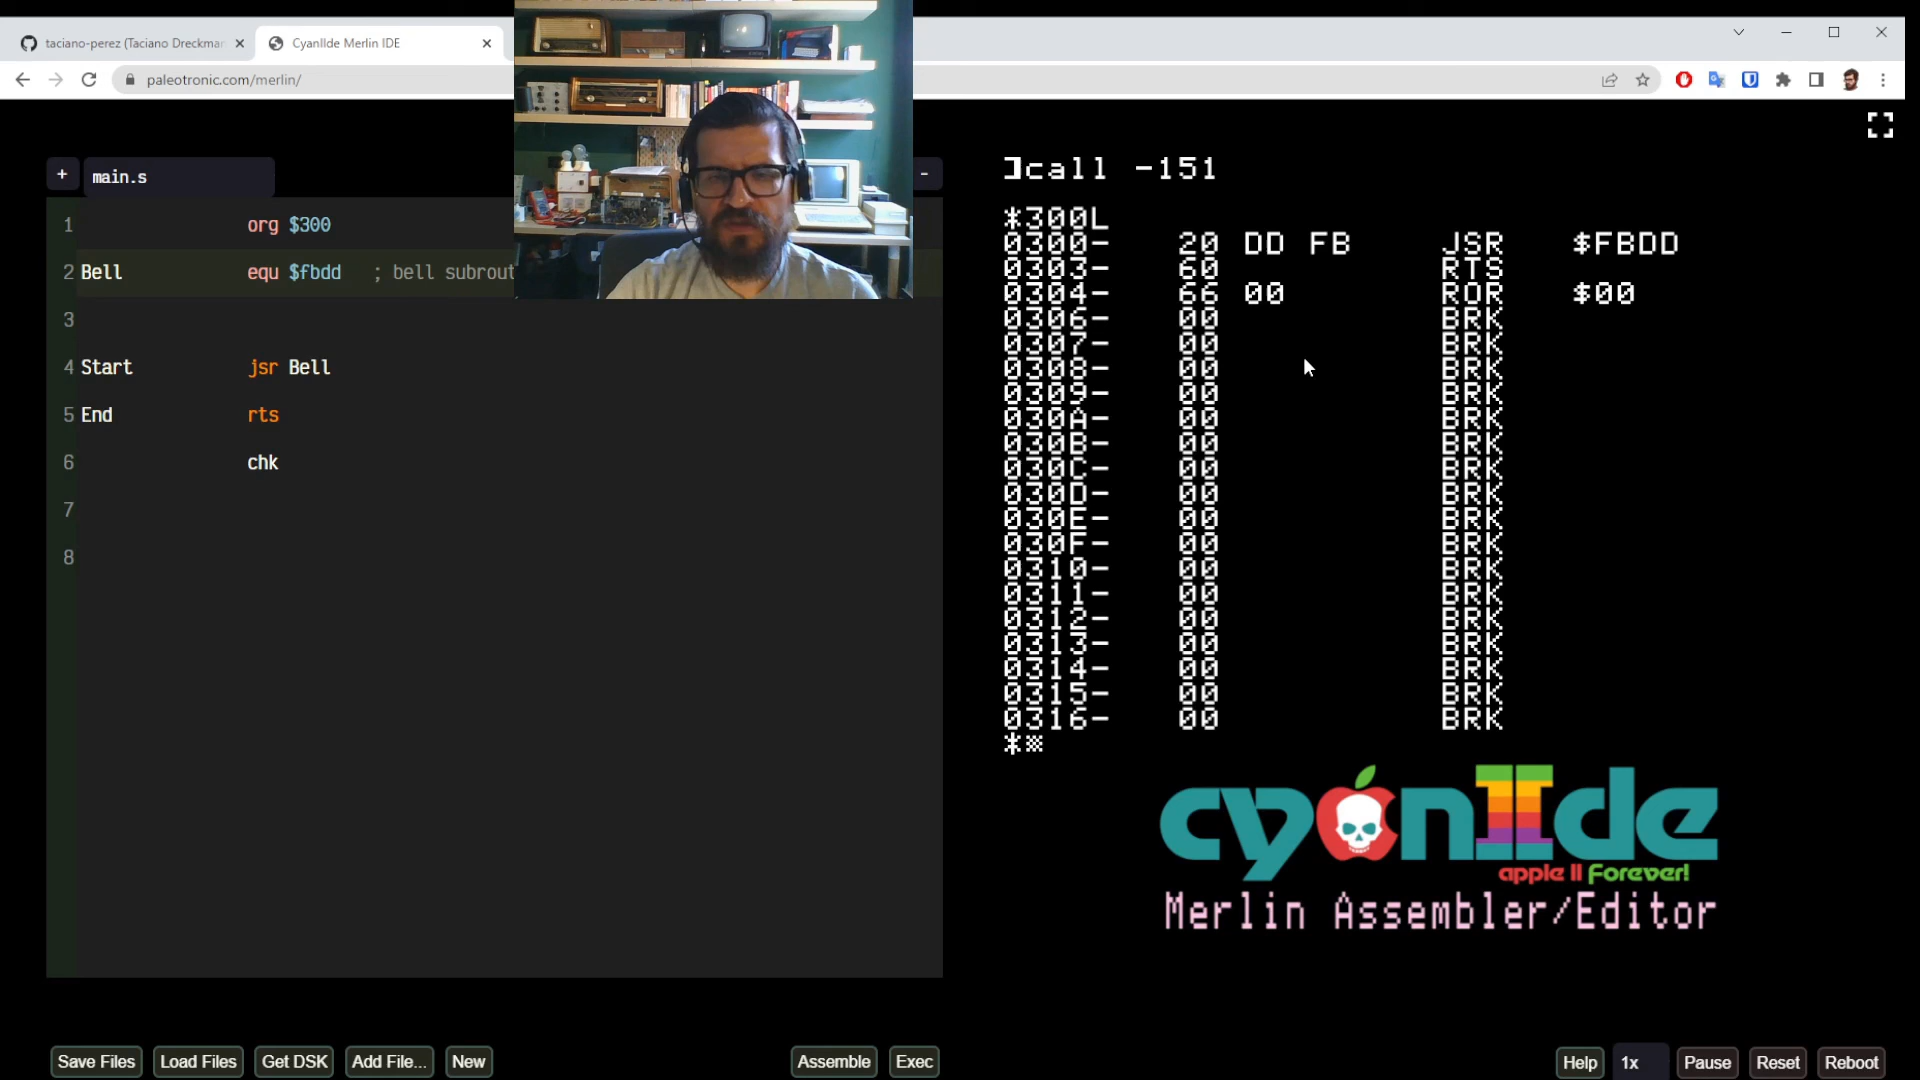 taciano-perez (Taciano Dreckmar
CyanIIde Merlin IDE
paleotronic.com/merlin/
+
main.s
-
1 org $300
2 Bell equ $fbdd ; bell subrout
3
4 Start jsr Bell
5 End rts
6 chk
7
8
]call -151
*300L
0300- 20 DD FB JSR $FBDD
0303- 60 RTS
0304- 66 00 ROR $00
0306- 00 BRK
0307- 00 BRK
0308- 00 BRK
0309- 00 BRK
030A- 00 BRK
030B- 00 BRK
030C- 00 BRK
030D- 00 BRK
030E- 00 BRK
030F- 00 BRK
0310- 00 BRK
0311- 00 BRK
0312- 00 BRK
0313- 00 BRK
0314- 00 BRK
0315- 00 BRK
0316- 00 BRK
*
cyanIIde
apple II Forever!
Merlin Assembler/Editor
Save Files
Load Files
Get DSK
Add File...
New
Assemble
Exec
Help
1x
Pause
Reset
Reboot